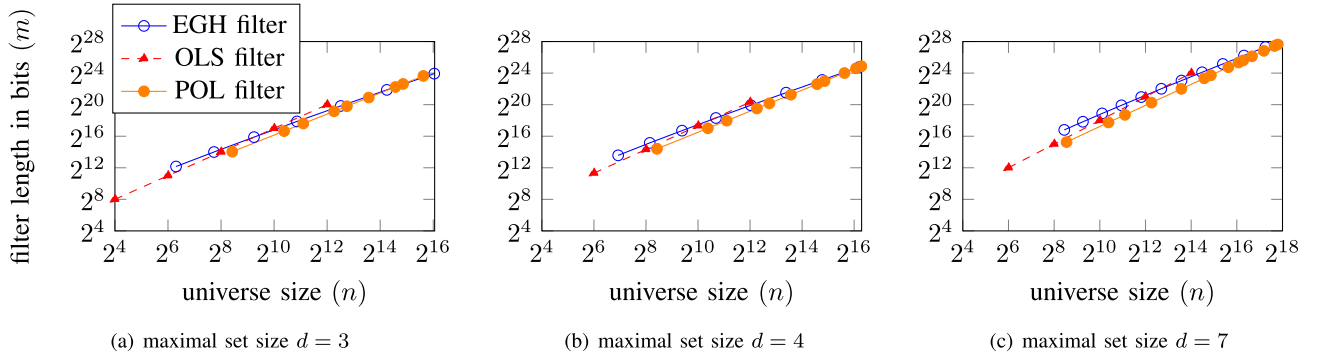 filter length in bits (m)
EGH filter
OLS filter
POL filter
2^28
2^24
2^20
2^16
2^12
2^8
2^4
2^4 2^6 2^8 2^10 2^12 2^14 2^16
universe size (n)
(a) maximal set size d = 3
2^28
2^24
2^20
2^16
2^12
2^8
2^4
2^4 2^6 2^8 2^10 2^12 2^14 2^16
universe size (n)
(b) maximal set size d = 4
2^28
2^24
2^20
2^16
2^12
2^8
2^4
2^4 2^6 2^8 2^10 2^12 2^14 2^16 2^18
universe size (n)
(c) maximal set size d = 7